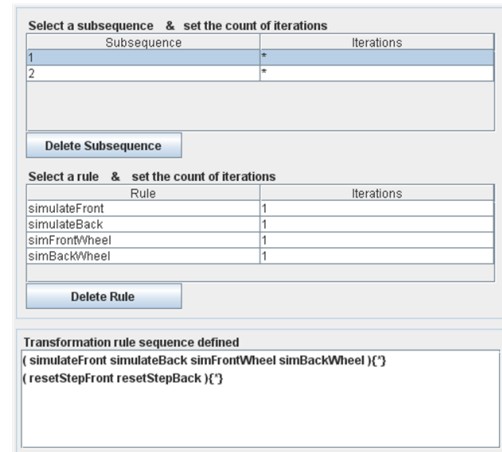 Select a subsequence & set the count of iterations
Subsequence Iterations
1 *
2 *
Delete Subsequence
Select a rule & set the count of iterations
Rule Iterations
simulateFront 1
simulateBack 1
simFrontWheel 1
simBackWheel 1
Delete Rule
Transformation rule sequence defined
( simulateFront simulateBack simFrontWheel simBackWheel ){*}
( resetStepFront resetStepBack ){*}